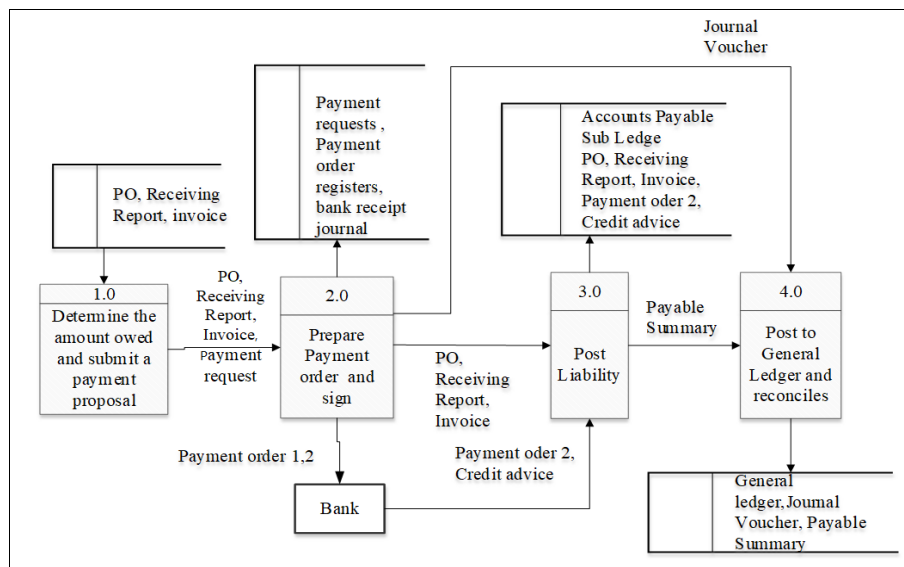 Journal
Voucher
Payment
requests ,
Payment
order
registers,
bank receipt
journal
Accounts Payable
Sub Ledge
PO, Receiving
Report, Invoice,
Payment oder 2,
Credit advice
PO, Receiving
Report, invoice
1.0
Determine the
amount owed
and submit a
payment
proposal
PO,
Receiving
Report,
Invoice,
Payment
request
2.0
Prepare
Payment
order and
sign
PO,
Receiving
Report,
Invoice
3.0
Post
Liability
Payable
Summary
4.0
Post to
General
Ledger and
reconciles
Payment order 1,2
Bank
Payment oder 2,
Credit advice
General
ledger,Journal
Voucher, Payable
Summary